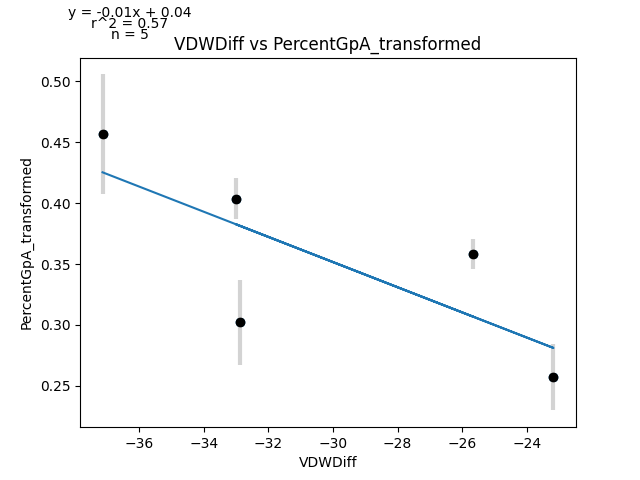 y = -0.01x + 0.04
r^2 = 0.57
n = 5
VDWDiff vs PercentGpA_transformed
PercentGpA_transformed
0.50
0.45
0.40
0.35
0.30
0.25
−36 −34 −32 −30 −28 −26 −24
VDWDiff